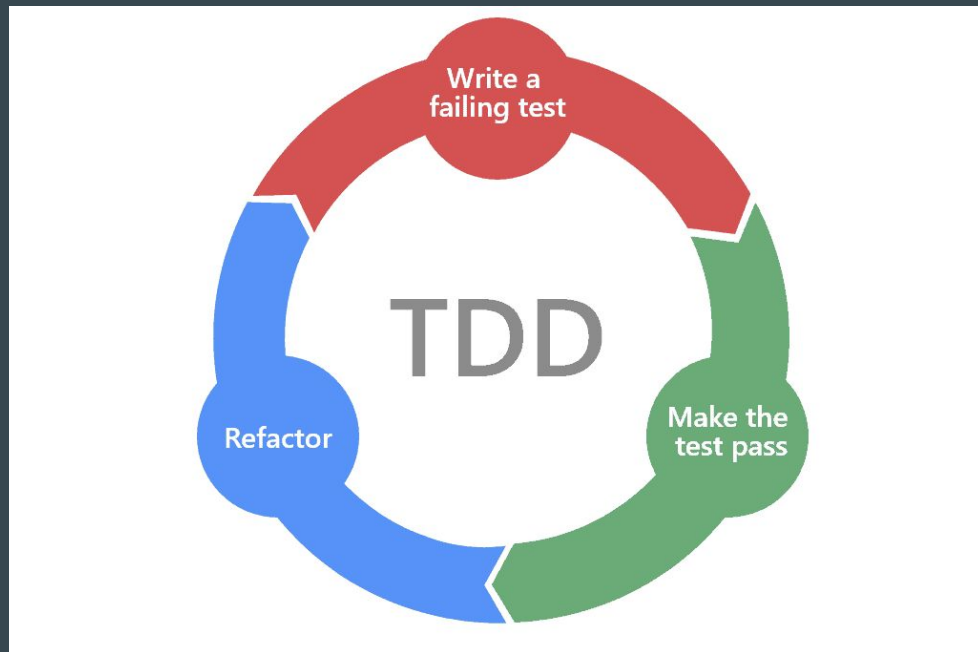 Write a
failing test
TDD
Make the
test pass
Refactor